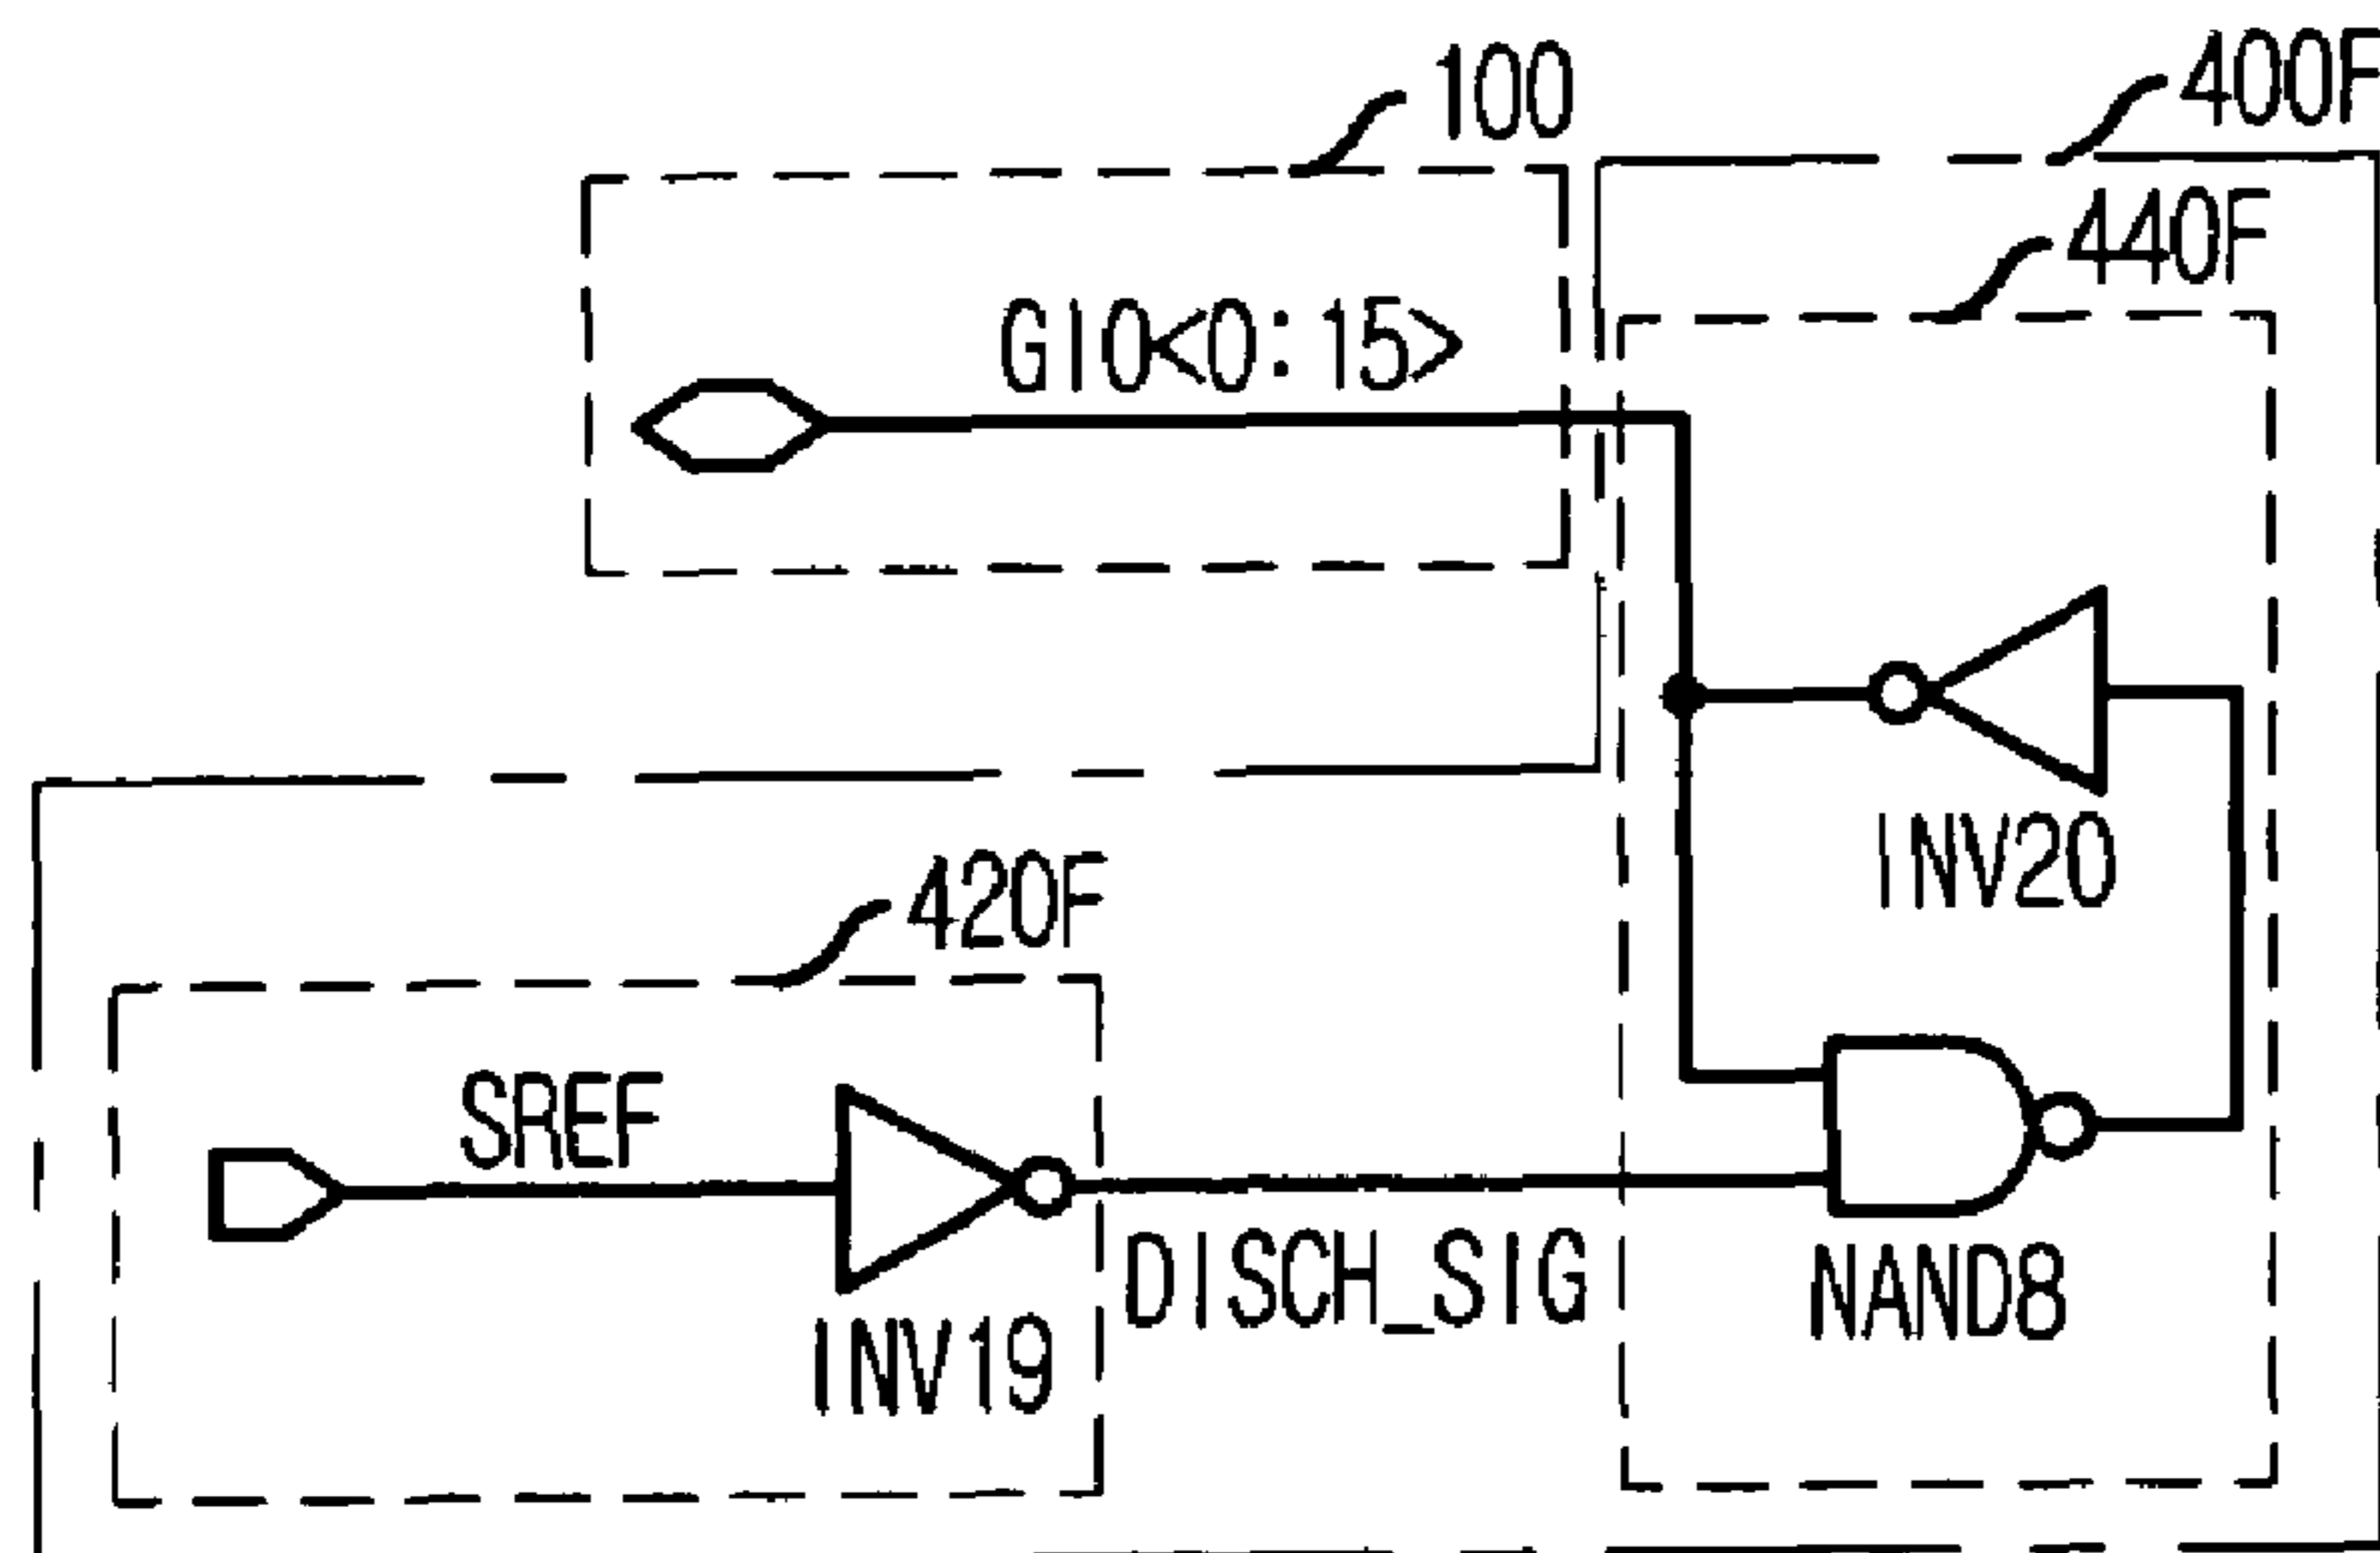 100
400F
440F
GIO<0:15>
INV20
420F
SREF
DISCH_SIG
NAND8
INV19